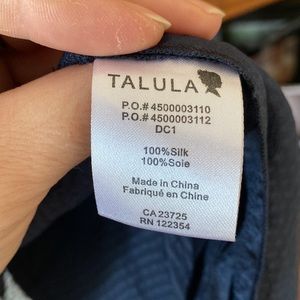 TALULA
P.O.# 4500003110
P.O.# 4500003112
DC1
100%Silk
100%Soie
Made in China
Fabriqué en Chine
CA 23725
RN 122354